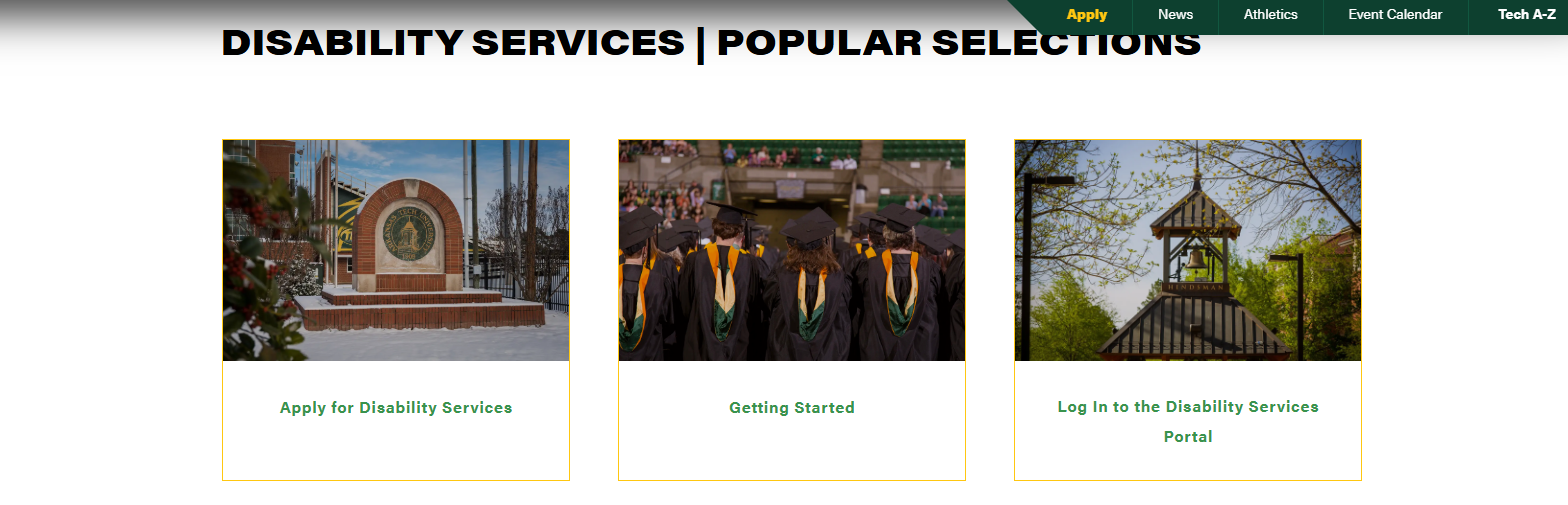 Apply
News
Athletics
Event Calendar
Tech A-Z
DISABILITY SERVICES | POPULAR SELECTIONS
HINDSMAN
Apply for Disability Services
Getting Started
Log In to the Disability Services
Portal